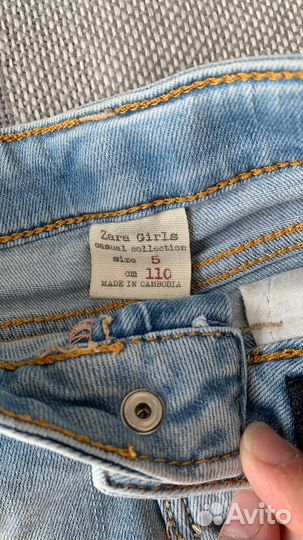 Zara Girls
casual collection
size 5
cm 110
MADE IN CAMBODIA
Avito